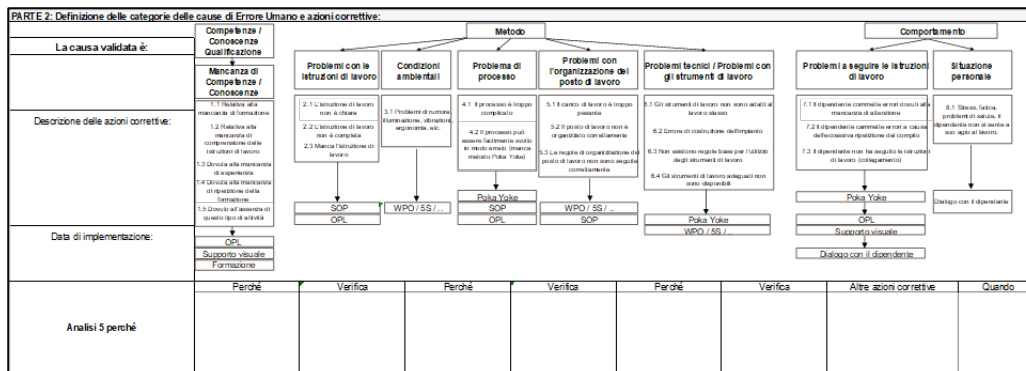 PARTE 2: Definizione delle categorie delle cause di Errore Umano e azioni correttive:
La causa validata è:
Descrizione delle azioni correttive:
Data di implementazione:
Competenze /
Conoscenze
Qualificazione
Mancanza di
Competenze /
Conoscenze
1.1 Relativa alla
mancanza di formazione
1.2 Relativa alla
mancanza di
comprensione delle
istruzioni di lavoro
1.3 Dovuta alla mancanza
di esperienza
1.4 Dovuta alla mancanza
di ripetizione della
formazione
1.5 Dovuto all'assenza di
questo tipo di attività
OPL
Supporto visuale
Formazione
Metodo
Problemi con le
istruzioni di lavoro
2.1 L'istruzione di lavoro
non è chiara
2.2 L'istruzione di lavoro
non è completa
2.3 Manca l'istruzione di
lavoro
SOP
OPL
Condizioni
ambientali
3.1 Problemi di rumore,
illuminazione, vibrazioni,
ergonomia, etc.
WPO / 5S / ..
Problema di
processo
4.1 Il processo è troppo
complicato
4.2 Il processo può
essere facilmente svolto
in modo errato (manca
metodo Poka Yoke)
Poka Yoke
SOP
OPL
Problemi con
l'organizzazione del
posto di lavoro
5.1 Il carico di lavoro è troppo
pesante
5.2 Il posto di lavoro non è
organizzato correttamente
5.3 Le regole di organizzazione del
posto di lavoro non sono seguite
correttamente
WPO / 5S / ..
SOP
Problemi tecnici / Problemi con
gli strumenti di lavoro
6.1 Gli strumenti di lavoro non sono adatti al
lavoro stesso
6.2 Errore di costruzione dell'impianto
6.3 Non esistono regole base per l'utilizzo
degli strumenti di lavoro
6.4 Gli strumenti di lavoro adeguati non
sono disponibili
Poka Yoke
WPO / 5S / ..
Comportamento
Problemi a seguire le istruzioni
di lavoro
7.1 Il dipendente commette errori dovuti alla
mancanza di attenzione
7.2 Il dipendente commette errori a causa
dell'eccessiva ripetizione del compito
7.3 Il dipendente non ha seguito le istruzioni
di lavoro (collegamento)
Poka Yoke
OPL
Supporto visuale
Dialogo con il dipendente
Situazione
personale
8.1 Stress, fatica,
problemi di salute, il
dipendente non si sente a
suo agio al lavoro.
Dialogo con il dipendente
Analisi 5 perché
Perché Verifica Perché Verifica Perché Verifica Altre azioni correttive Quando